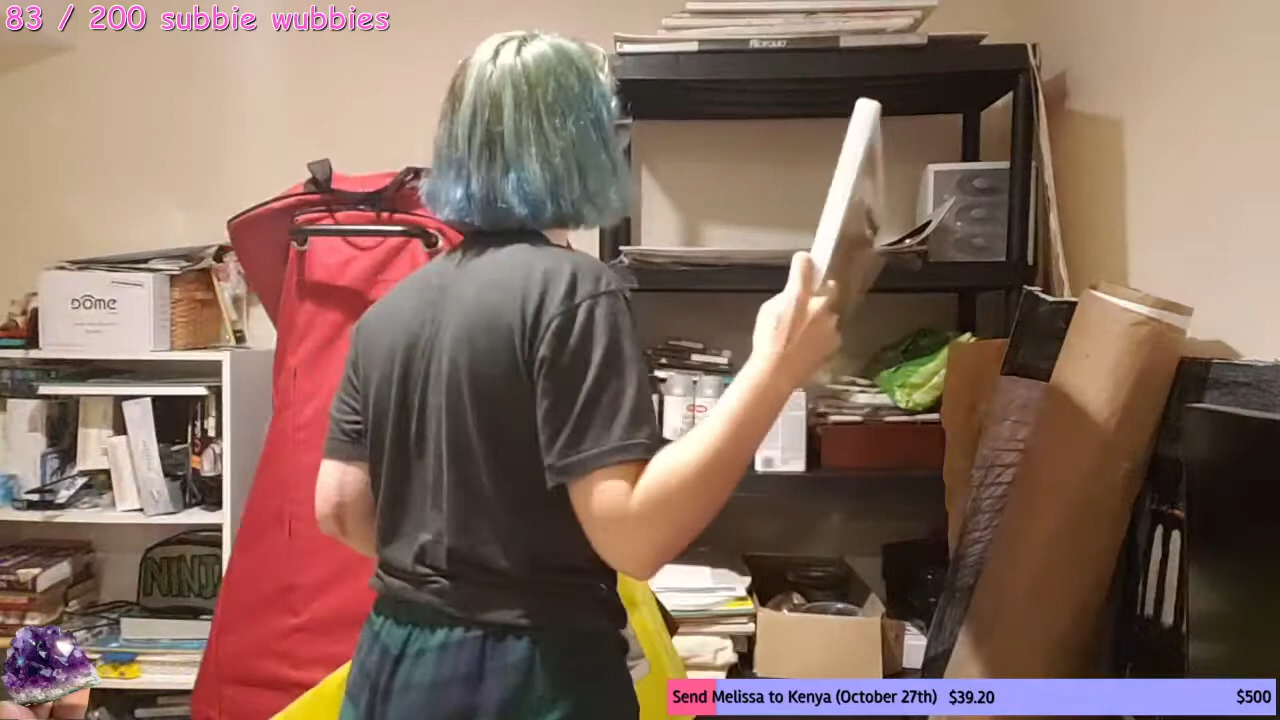 83 / 200 subbie wubbies
DOME
NINJ
Send Melissa to Kenya (October 27th) $39.20 $500